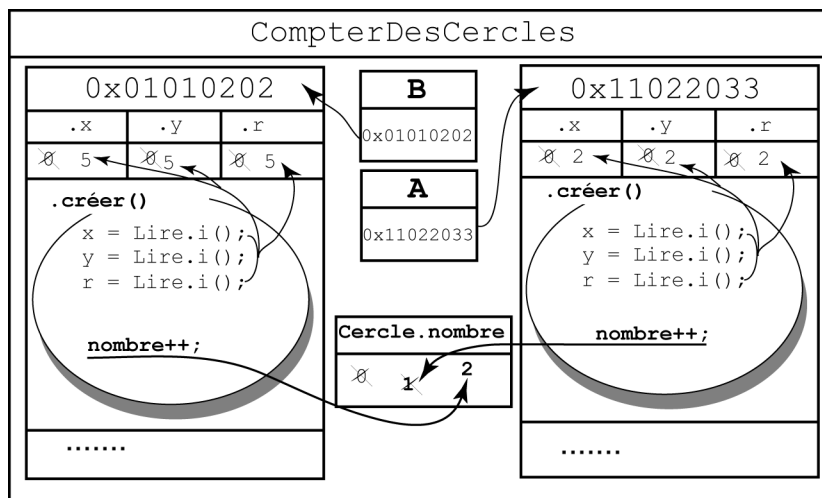 CompterDesCercles
0x01010202
.x .y .r
0 5 0 5 0 5
.créer()
x = Lire.i();
y = Lire.i();
r = Lire.i();
nombre++;
.......
B
0x01010202
A
0x11022033
Cercle.nombre
0 1 2
0x11022033
.x .y .r
0 2 0 2 0 2
.créer()
x = Lire.i();
y = Lire.i();
r = Lire.i();
nombre++;
.......